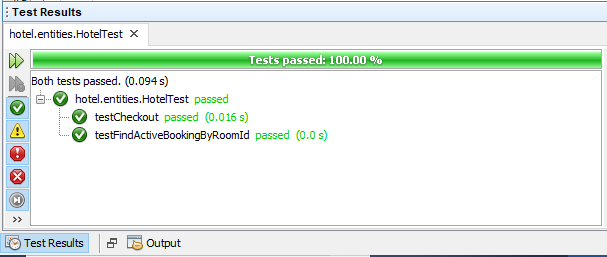 Test Results
hotel.entities.HotelTest
Tests passed: 100.00 %
Both tests passed. (0.094 s)
hotel.entities.HotelTest passed
testCheckout passed (0.016 s)
testFindActiveBookingByRoomId passed (0.0 s)
>>
Test Results Output